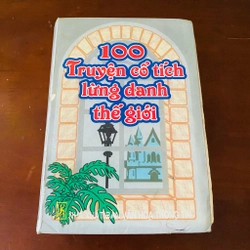 100
Truyện cổ tích
lừng danh
thế giới